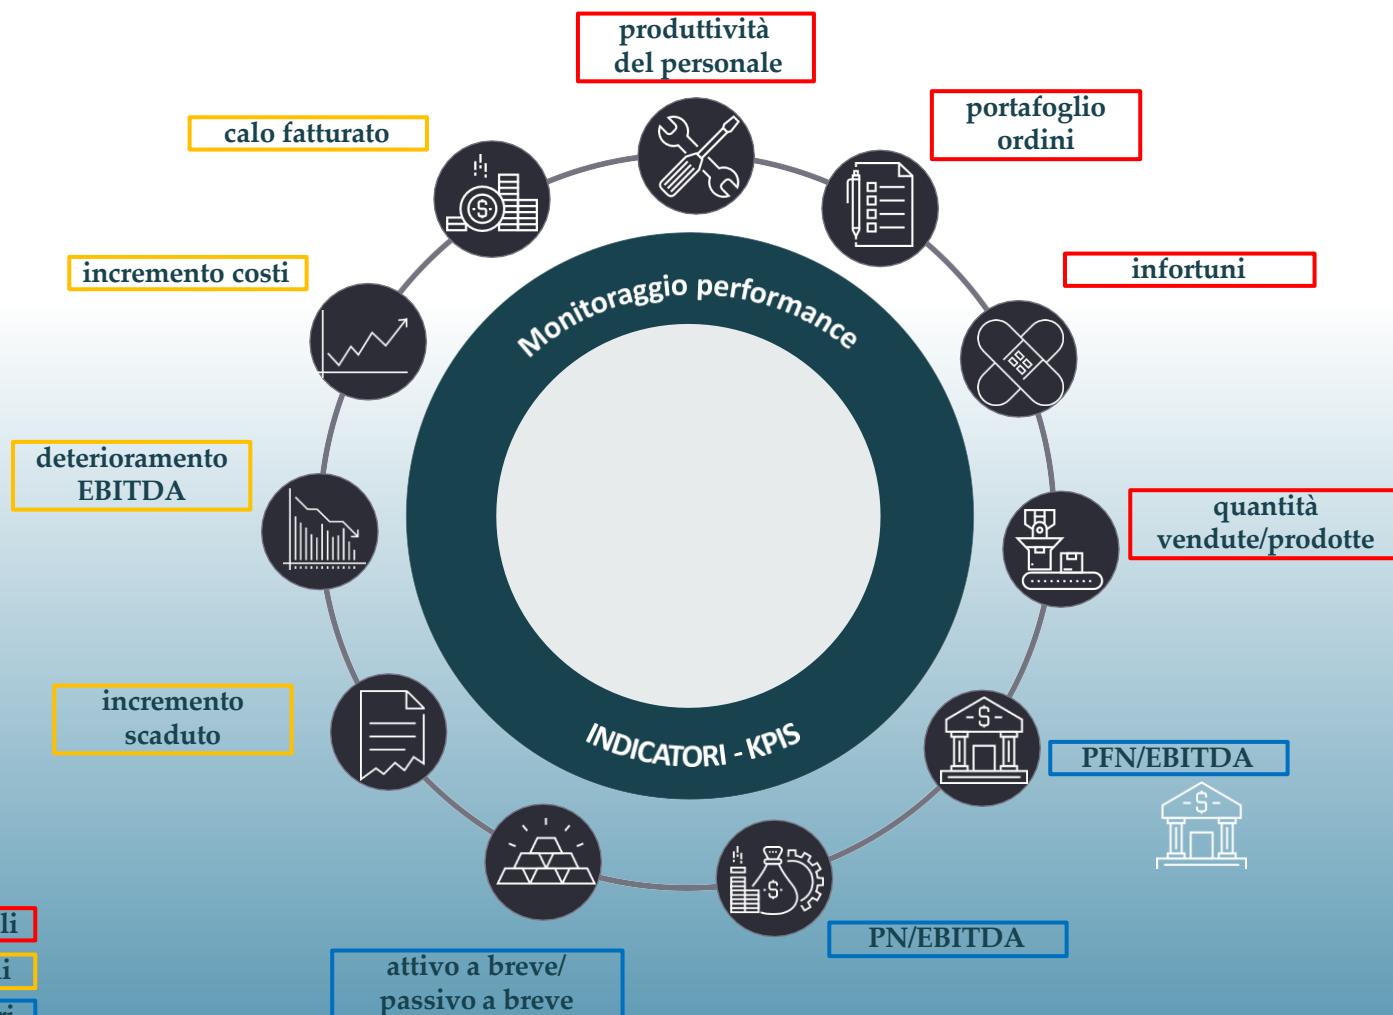 produttività
del personale
portafoglio
ordini
calo fatturato
infortuni
incremento costi
Monitoraggio performance
deterioramento
EBITDA
quantità
vendute/prodotte
incremento
scaduto
INDICATORI - KPIS
PFN/EBITDA
PN/EBITDA
attivo a breve/
passivo a breve